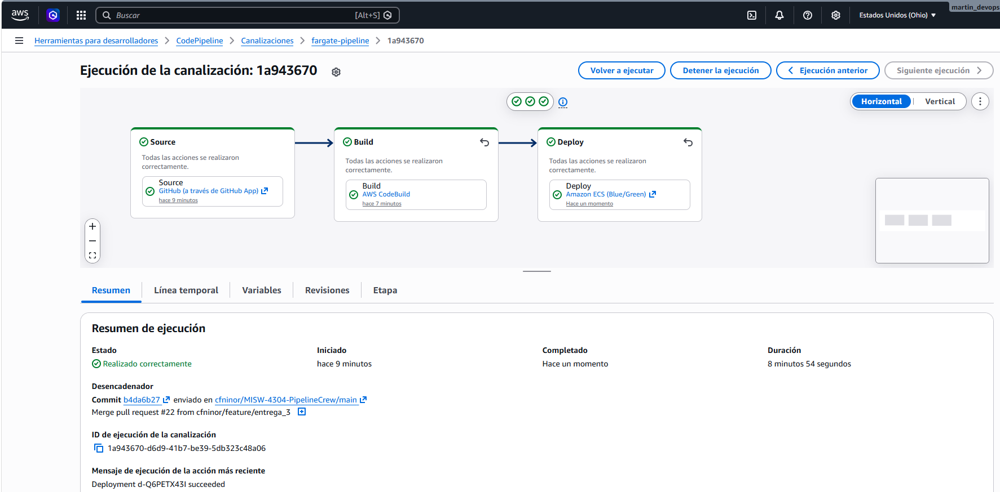 aws
Buscar
[Alt+S]
Estados Unidos (Ohio)
martin_devops
Herramientas para desarrolladores
CodePipeline
Canalizaciones
fargate-pipeline
1a943670
Ejecución de la canalización: 1a943670
Volver a ejecutar
Detener la ejecución
Ejecución anterior
Siguiente ejecución
Horizontal
Vertical
Source
Todas las acciones se realizaron
correctamente.
Source
GitHub (a través de GitHub App)
hace 9 minutos
Build
Todas las acciones se realizaron
correctamente.
Build
AWS CodeBuild
hace 7 minutos
Deploy
Todas las acciones se realizaron
correctamente.
Deploy
Amazon ECS (Blue/Green)
Hace un momento
Resumen
Línea temporal
Variables
Revisiones
Etapa
Resumen de ejecución
Estado
Realizado correctamente
Iniciado
hace 9 minutos
Completado
Hace un momento
Duración
8 minutos 54 segundos
Desencadenador
Commit b4da6b27 enviado en cfninor/MISW-4304-PipelineCrew/main
Merge pull request #22 from cfninor/feature/entrega_3
ID de ejecución de la canalización
1a943670-d6d9-41b7-be39-5db323c48a06
Mensaje de ejecución de la acción más reciente
Deployment d-Q6PETX43I succeeded